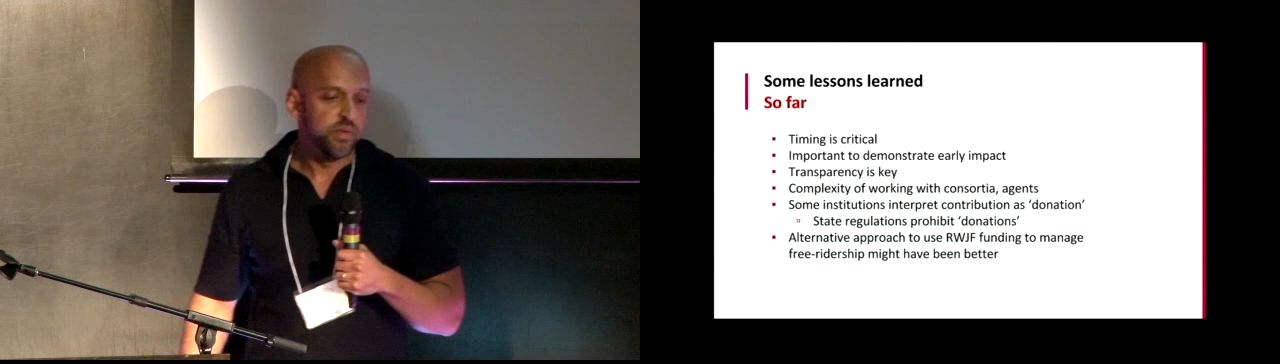 Some lessons learned
So far
▪ Timing is critical
▪ Important to demonstrate early impact
▪ Transparency is key
▪ Complexity of working with consortia, agents
▪ Some institutions interpret contribution as ‘donation’
▫ State regulations prohibit ‘donations’
▪ Alternative approach to use RWJF funding to manage
free-ridership might have been better